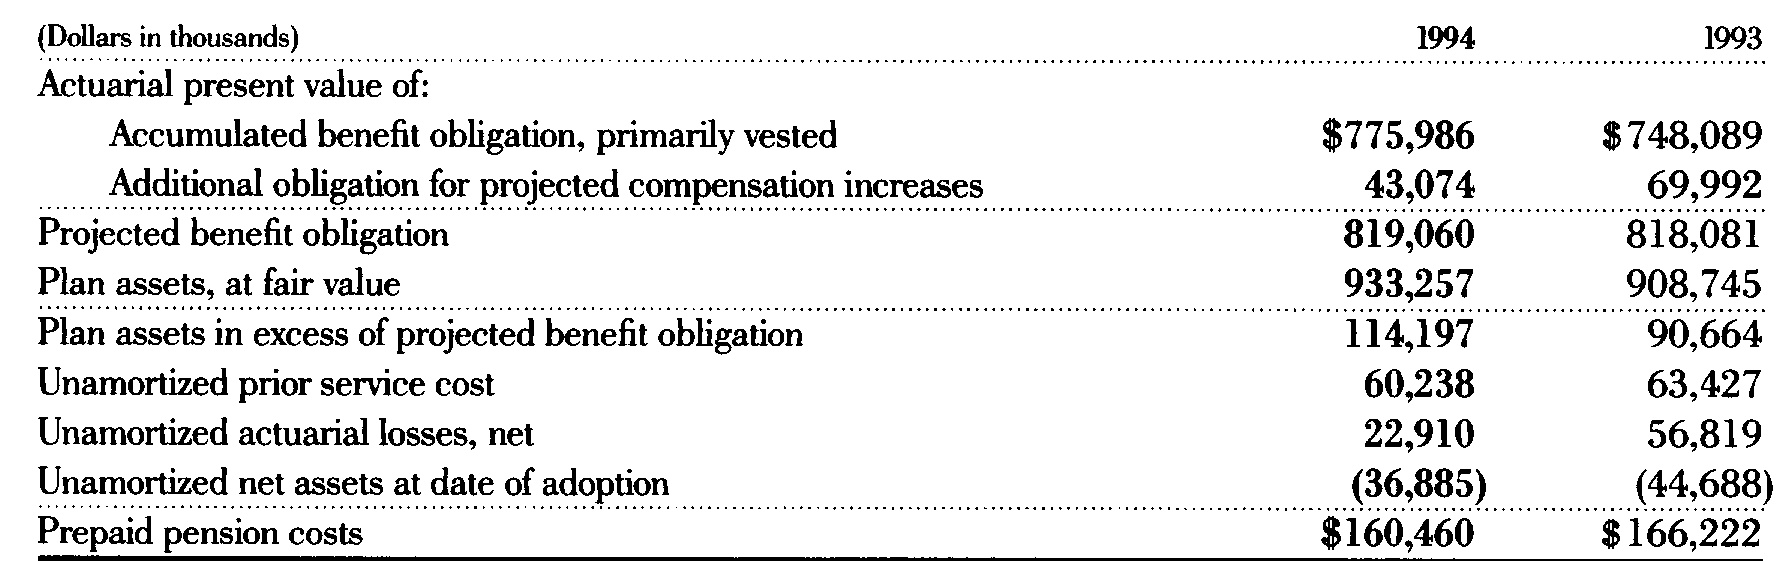 (Dollars in thousands) 1994 1993
Actuarial present value of:
Accumulated benefit obligation, primarily vested $775,986 $748,089
Additional obligation for projected compensation increases 43,074 69,992
Projected benefit obligation 819,060 818,081
Plan assets, at fair value 933,257 908,745
Plan assets in excess of projected benefit obligation 114,197 90,664
Unamortized prior service cost 60,238 63,427
Unamortized actuarial losses, net 22,910 56,819
Unamortized net assets at date of adoption (36,885) (44,688)
Prepaid pension costs $160,460 $166,222